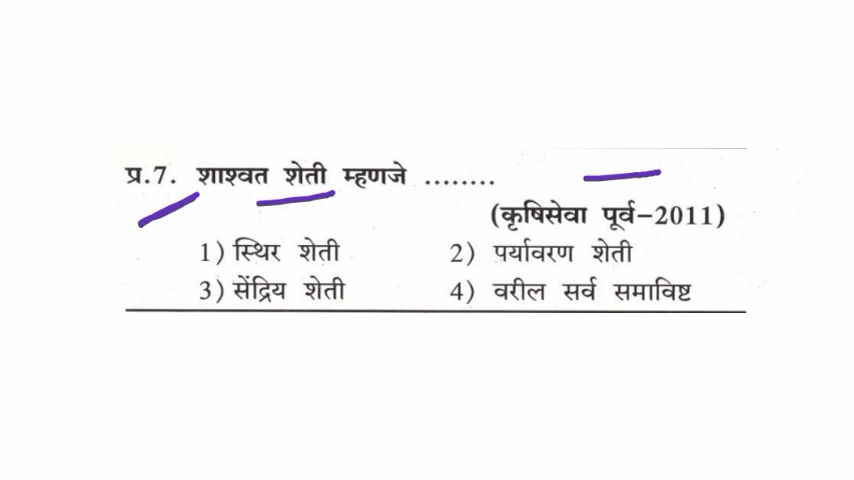 प्र.7. शाश्वत शेती म्हणजे ........
(कृषिसेवा पूर्व-2011)
1) स्थिर शेती 2) पर्यावरण शेती
3) सेंद्रिय शेती 4) वरील सर्व समाविष्ट